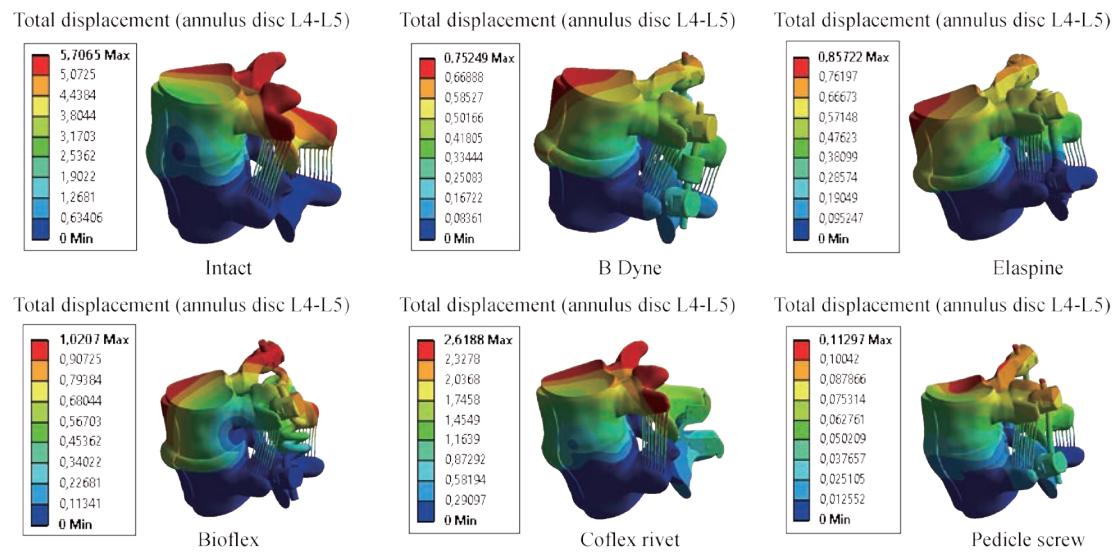 Total displacement (annulus disc L4-L5)
5,7065 Max
5,0725
4,4384
3,8044
3,1703
2,5362
1,9022
1,2681
0,63406
0 Min
Intact
Total displacement (annulus disc L4-L5)
0,75249 Max
0,66888
0,58527
0,50166
0,41805
0,33444
0,25083
0,16722
0,08361
0 Min
B Dyne
Total displacement (annulus disc L4-L5)
0,85722 Max
0,76197
0,66673
0,57148
0,47623
0,38099
0,28574
0,19049
0,095247
0 Min
Elaspine
Total displacement (annulus disc L4-L5)
1,0207 Max
0,90725
0,79384
0,68044
0,56703
0,45362
0,34022
0,22681
0,11341
0 Min
Bioflex
Total displacement (annulus disc L4-L5)
2,6188 Max
2,3278
2,0368
1,7458
1,4549
1,1639
0,87292
0,58194
0,29097
0 Min
Coflex rivet
Total displacement (annulus disc L4-L5)
0,11297 Max
0,10042
0,087866
0,075314
0,062761
0,050209
0,037657
0,025105
0,012552
0 Min
Pedicle screw